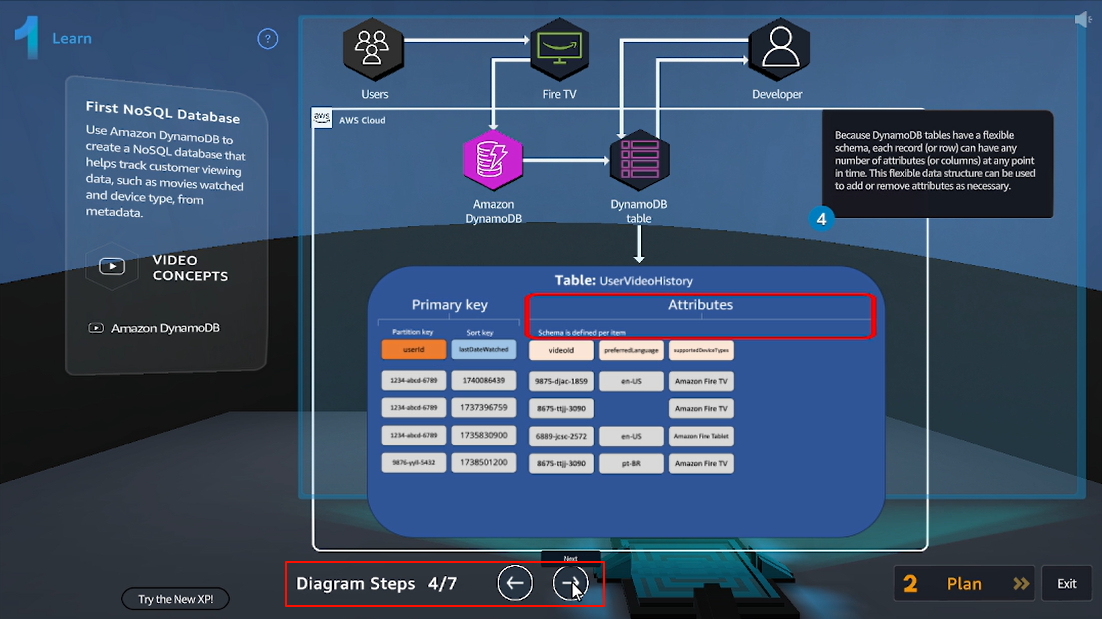 1 Learn
?
First NoSQL Database
Use Amazon DynamoDB to
create a NoSQL database that
helps track customer viewing
data, such as movies watched
and device type, from
metadata.
VIDEO
CONCEPTS
Amazon DynamoDB
Users
Fire TV
Developer
aws
AWS Cloud
Amazon
DynamoDB
DynamoDB
table
Because DynamoDB tables have a flexible
schema, each record (or row) can have any
number of attributes (or columns) at any point
in time. This flexible data structure can be used
to add or remove attributes as necessary.
4
Table: UserVideoHistory
Primary key Attributes
Partition key Sort key Schema is defined per item
userId lastDateWatched videoId preferredLanguage supportedDeviceTypes
1234-abcd-6789 1740086439 9875-djac-1859 en-US Amazon Fire TV
1234-abcd-6789 1737396759 8675-ttjj-3090 Amazon Fire TV
1234-abcd-6789 1735830900 6889-jcsc-2572 en-US Amazon Fire Tablet
9876-yyll-5432 1738501200 8675-ttjj-3090 pt-BR Amazon Fire TV
Next
Diagram Steps 4/7
Try the New XP!
2 Plan
Exit